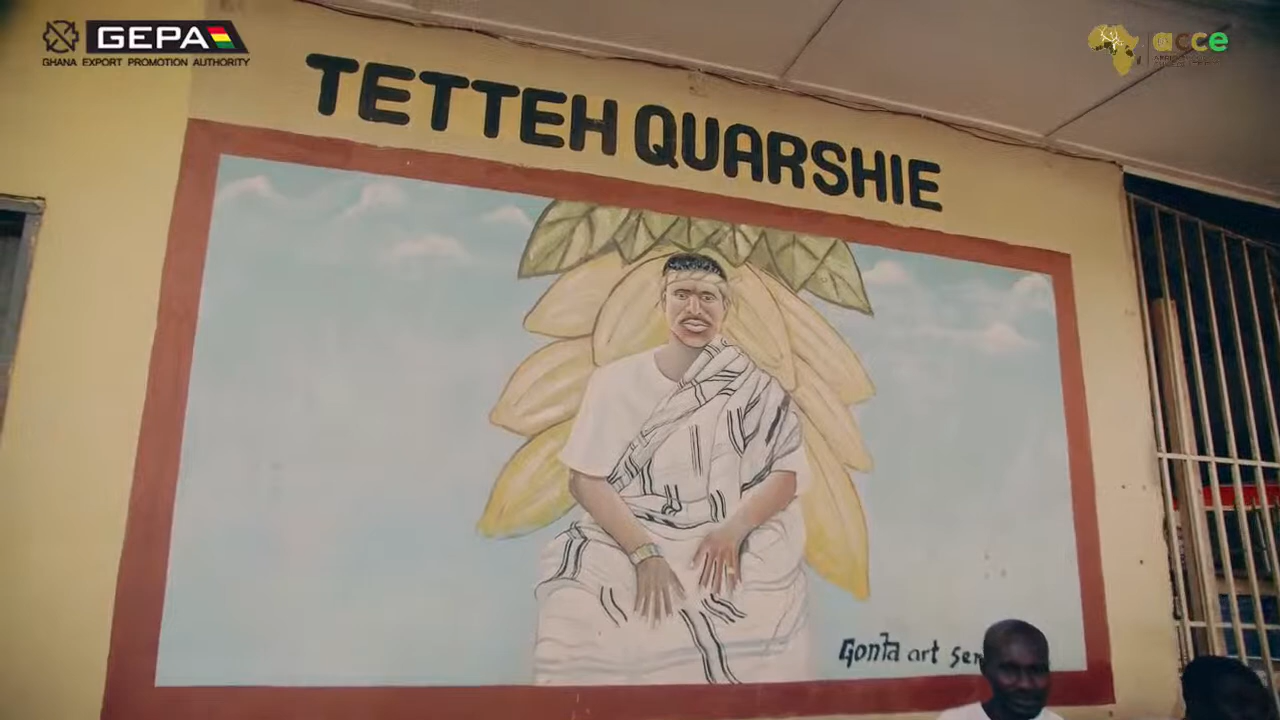 GEPA
GHANA EXPORT PROMOTION AUTHORITY
acce
TETTEH QUARSHIE
Gonta art